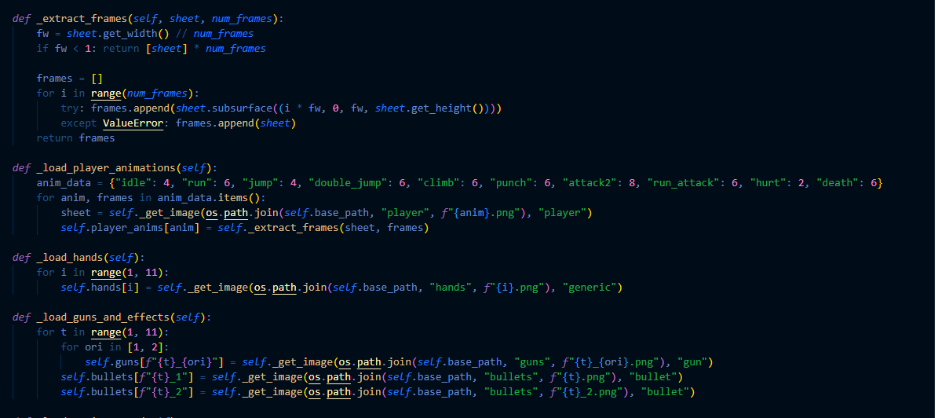 def _extract_frames(self, sheet, num_frames):
    fw = sheet.get_width() // num_frames
    if fw < 1: return [sheet] * num_frames

    frames = []
    for i in range(num_frames):
        try: frames.append(sheet.subsurface((i * fw, 0, fw, sheet.get_height())))
        except ValueError: frames.append(sheet)
    return frames

def _load_player_animations(self):
    anim_data = {"idle": 4, "run": 6, "jump": 4, "double_jump": 6, "climb": 6, "punch": 6, "attack2": 8, "run_attack": 6, "hurt": 2, "death": 6}
    for anim, frames in anim_data.items():
        sheet = self._get_image(os.path.join(self.base_path, "player", f"{anim}.png"), "player")
        self.player_anims[anim] = self._extract_frames(sheet, frames)

def _load_hands(self):
    for i in range(1, 11):
        self.hands[i] = self._get_image(os.path.join(self.base_path, "hands", f"{i}.png"), "generic")

def _load_guns_and_effects(self):
    for t in range(1, 11):
        for ori in [1, 2]:
            self.guns[f"{t}_{ori}"] = self._get_image(os.path.join(self.base_path, "guns", f"{t}_{ori}.png"), "gun")
        self.bullets[f"{t}_1"] = self._get_image(os.path.join(self.base_path, "bullets", f"{t}.png"), "bullet")
        self.bullets[f"{t}_2"] = self._get_image(os.path.join(self.base_path, "bullets", f"{t}_2.png"), "bullet")